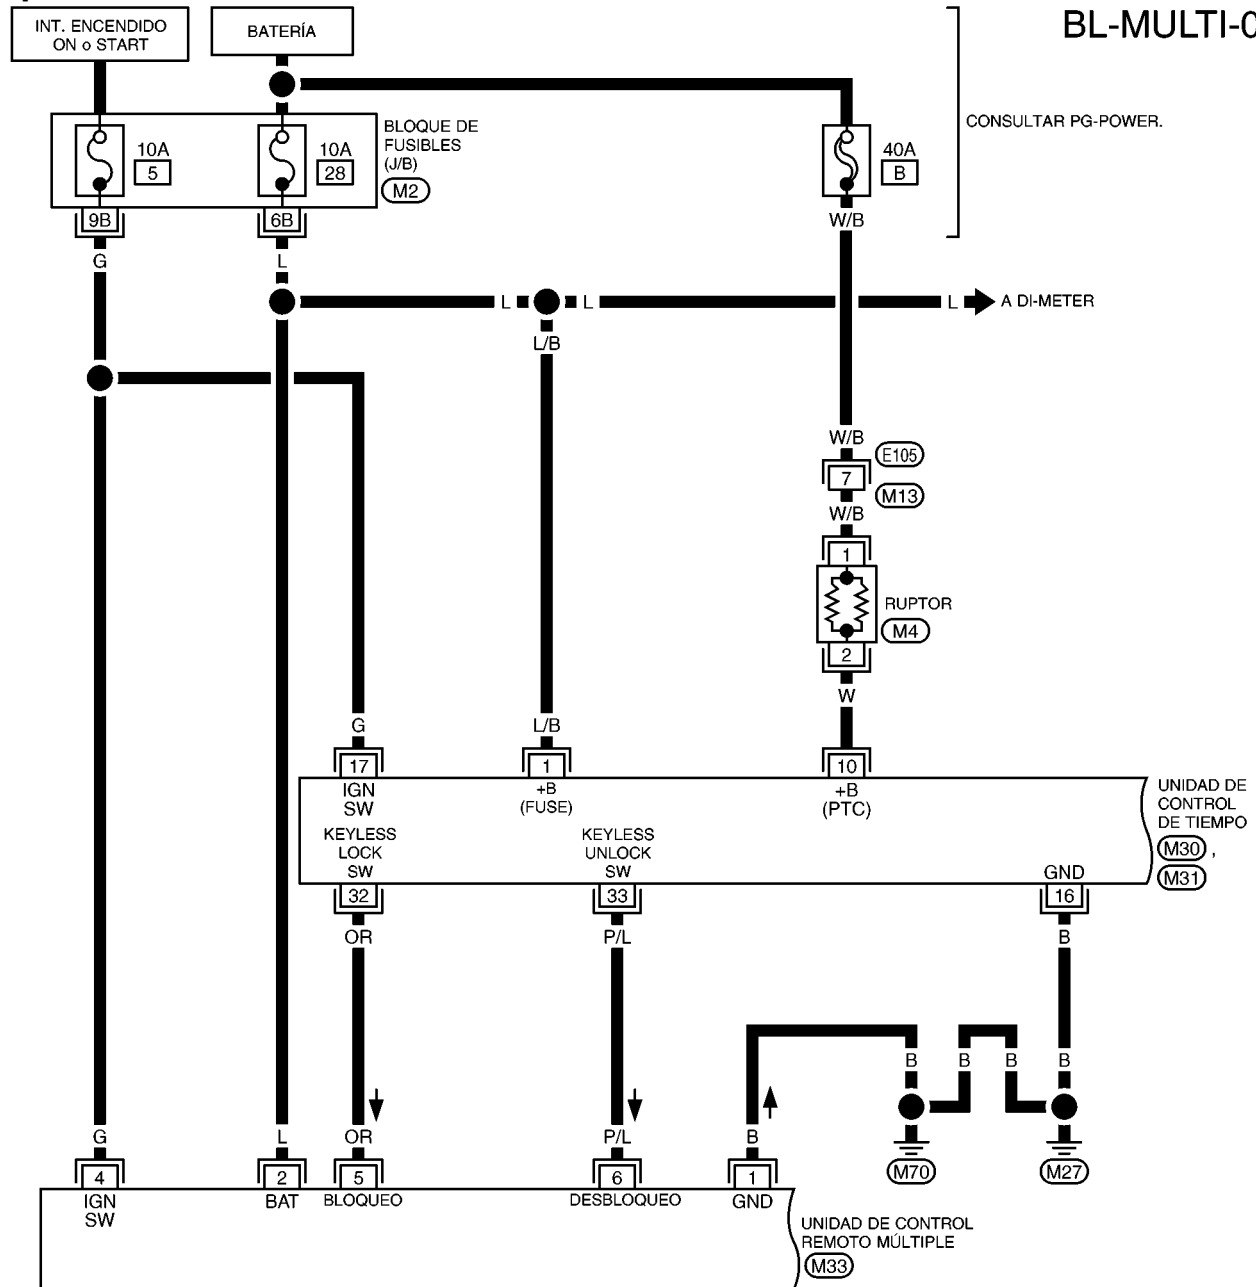 INT. ENCENDIDO
ON o START
BATERÍA
BL-MULTI-0
CONSULTAR PG-POWER.
10A
5
10A
28
BLOQUE DE
FUSIBLES
(J/B)
M2
40A
B
9B
6B
W/B
G
L
L
L
L
A DI-METER
L/B
W/B
E105
7
M13
W/B
1
RUPTOR
M4
2
W
G
L/B
17
1
10
IGN
SW
+B
(FUSE)
+B
(PTC)
UNIDAD DE
CONTROL
DE TIEMPO
M30 ,
M31
KEYLESS
LOCK
SW
KEYLESS
UNLOCK
SW
GND
32
33
16
OR
P/L
B
B
B
B
B
G
L
OR
P/L
B
4
2
5
6
1
M70
M27
IGN
SW
BAT
BLOQUEO
DESBLOQUEO
GND
UNIDAD DE CONTROL
REMOTO MÚLTIPLE
M33